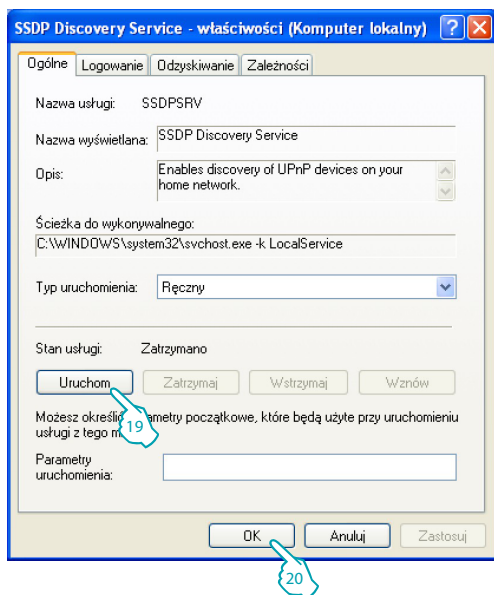 SSDP Discovery Service - właściwości (Komputer lokalny)
Ogólne Logowanie Odzyskiwanie Zależności
Nazwa usługi: SSDPSRV
Nazwa wyświetlana: SSDP Discovery Service
Opis: Enables discovery of UPnP devices on your
home network.
Ścieżka do wykonywalnego:
C:\WINDOWS\system32\svchost.exe -k LocalService
Typ uruchomienia: Ręczny
Stan usługi: Zatrzymano
Uruchom Zatrzymaj Wstrzymaj Wznów
19
Możesz określić metry początkowe, które będą użyte przy uruchomieniu
usługi z tego
Parametry
uruchomienia:
OK Anuluj Zastosuj
20